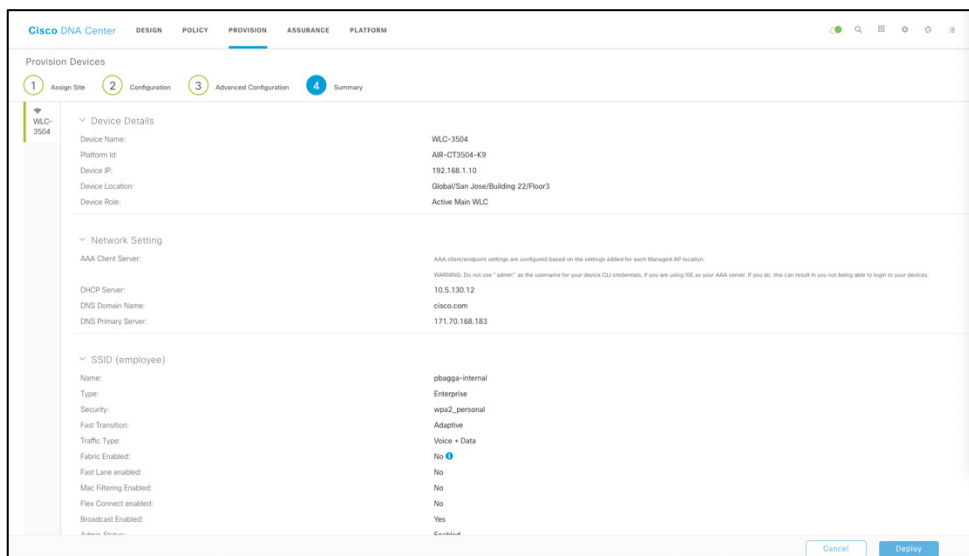 Cisco DNA Center DESIGN POLICY PROVISION ASSURANCE PLATFORM
Provision Devices
1 Assign Site 2 Configuration 3 Advanced Configuration 4 Summary
WLC-
3504
Device Details
Device Name: WLC-3504
Platform Id: AIR-CT3504-K9
Device IP: 192.168.1.10
Device Location: Global/San Jose/Building 22/Floor3
Device Role: Active Main WLC
Network Setting
AAA Client Server: AAA client/endpoint settings are configured based on the settings added for each Managed AP location.
WARNING: Do not use "admin" as the username for your device CLI credentials, if you are using ISE as your AAA server. If you do, this can result in you not being able to login to your devices.
DHCP Server: 10.5.130.12
DNS Domain Name: cisco.com
DNS Primary Server: 171.70.168.183
SSID (employee)
Name: pbagga-internal
Type: Enterprise
Security: wpa2_personal
Fast Transition: Adaptive
Traffic Type: Voice + Data
Fabric Enabled: No
Fast Lane enabled: No
Mac Filtering Enabled: No
Flex Connect enabled: No
Broadcast Enabled: Yes
Admin Status: Enabled
Cancel Deploy